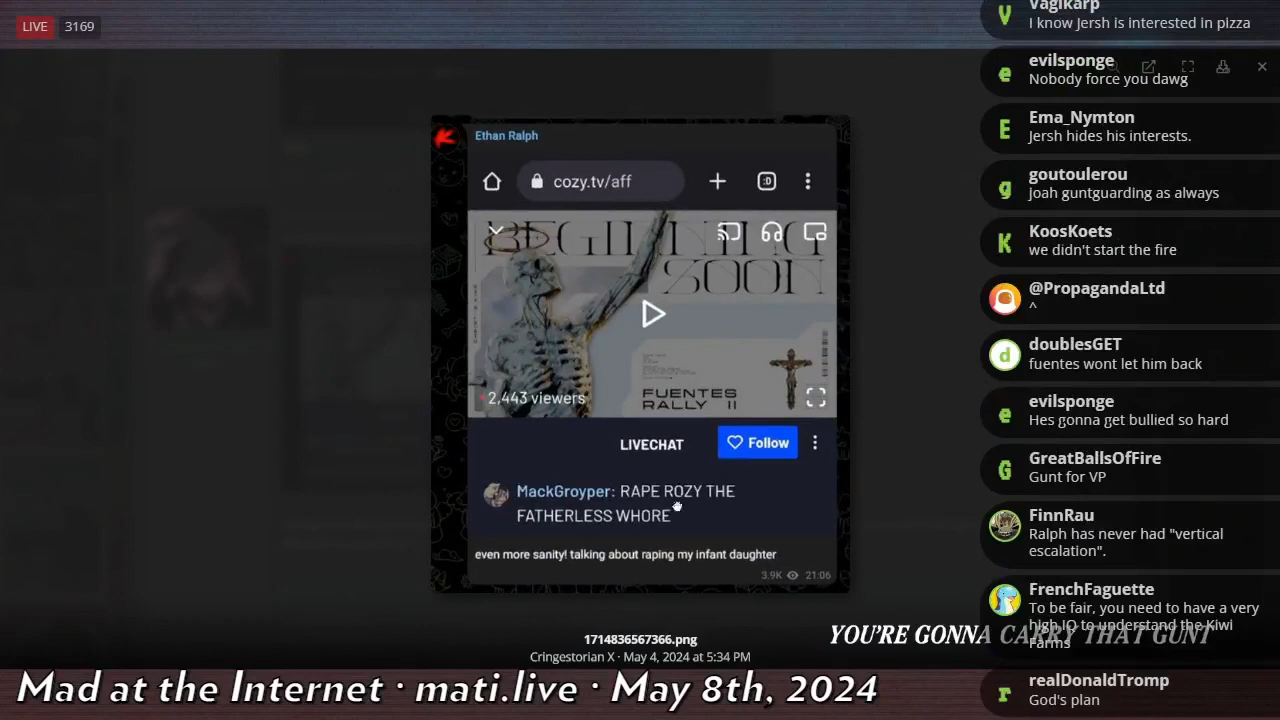 LIVE 3169
Ethan Ralph
cozy.tv/aff
:D
BEGINNING
SOON
2,443 viewers
FUENTES
RALLY II
LIVECHAT
Follow
MackGroyper: RAPE ROZY THE
FATHERLESS WHORE
even more sanity! talking about raping my infant daughter
3.9K 21:06
1714836567366.png
Cringestorian X · May 4, 2024 at 5:34 PM
YOU'RE GONNA CARRY THAT GUNT
Mad at the Internet · mati.live · May 8th, 2024
V
Vagikarp
I know Jersh is interested in pizza
e
evilsponge
Nobody force you dawg
E
Ema_Nymton
Jersh hides his interests.
g
goutoulerou
Joah guntguarding as always
K
KoosKoets
we didn't start the fire
@PropagandaLtd
^
d
doublesGET
fuentes wont let him back
e
evilsponge
Hes gonna get bullied so hard
G
GreatBallsOfFire
Gunt for VP
FinnRau
Ralph has never had "vertical
escalation".
FrenchFaguette
To be fair, you need to have a very
high IQ to understand the Kiwi
Farms
r
realDonaldTromp
God's plan